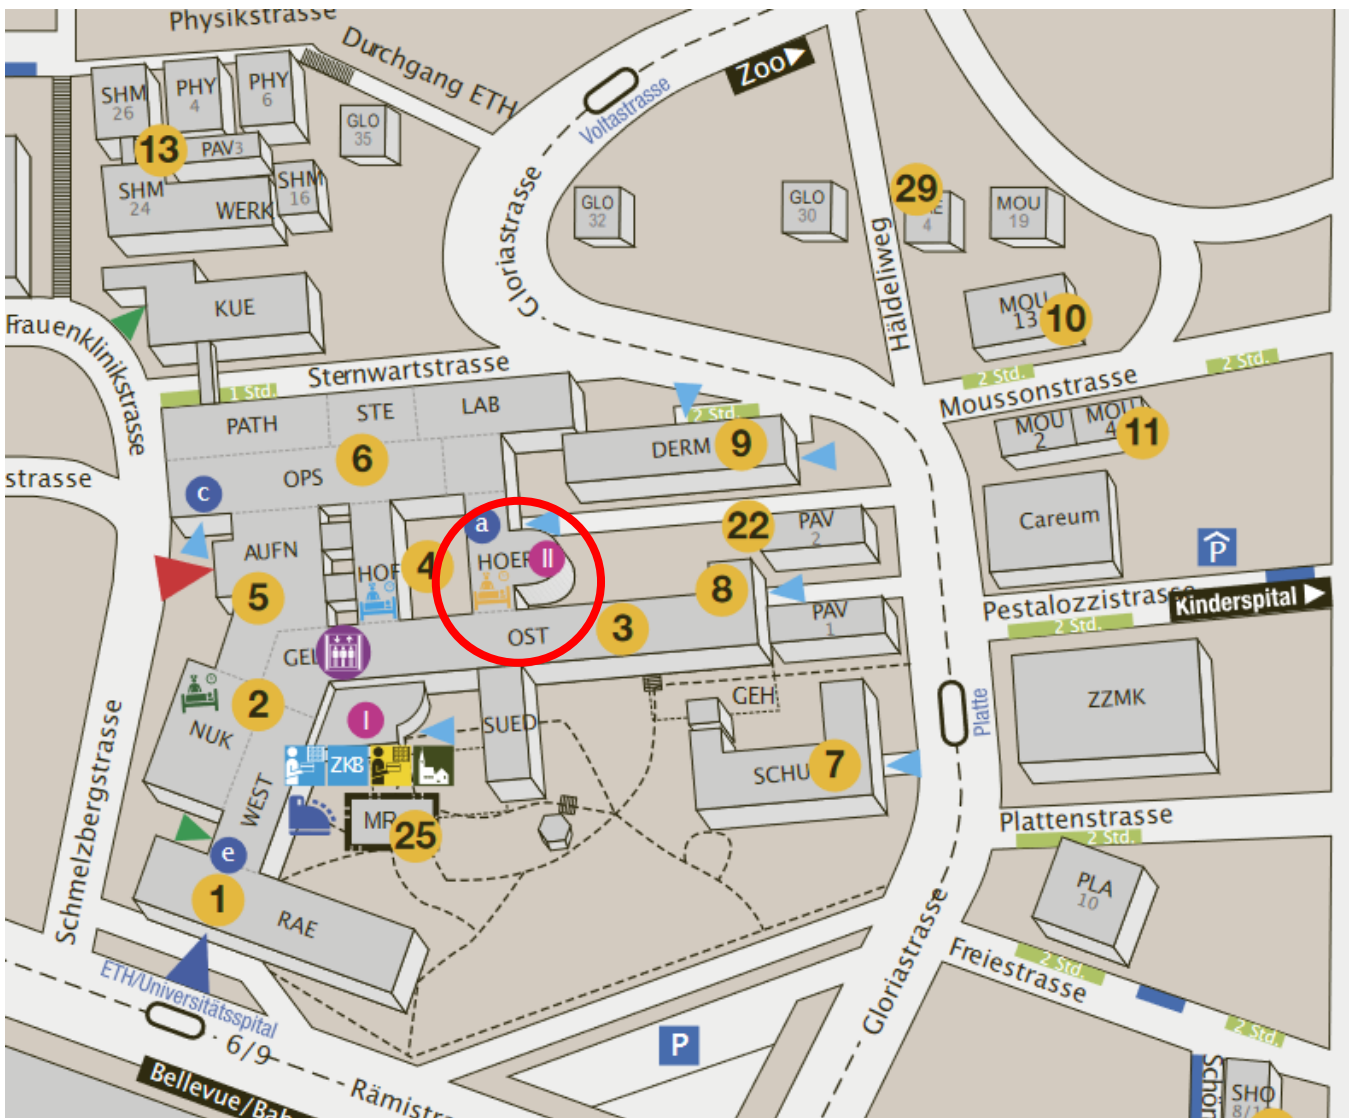 Physikstrasse
Durchgang ETH
Zoo
Voltastrasse
SHM
26
PHY
4
PHY
6
GLO
35
13
PAV3
SHM
24
WERK
SHM
16
GLO
32
GLO
30
29
4
MOU
19
Gloriastrasse
Häldeliweg
KUE
MOU
13
10
Frauenklinikstrasse
Sternwartstrasse
1 Std.
2 Std.
2 Std.
Moussonstrasse
PATH
STE
LAB
2 Std.
MOU
2
MOU
4
11
OPS
6
DERM
9
strasse
c
a
22
PAV
2
Careum
P
AUFN
HOF
4
HOER
II
5
8
Pestalozzistrasse
Kinderspital
2 Std.
PAV
1
OST
3
GEL
2
NUK
I
SUED
GEH
Platte
ZZMK
ZKB
SCHU
7
WEST
MR
25
Plattenstrasse
2 Std.
Schmelzbergstrasse
e
1
RAE
PLA
10
Gloriastrasse
Freiestrasse
2 Std.
ETH/Universitätsspital
6/9
P
2 Std.
Bellevue/Bah
Rämistr
Schön
SHO
8/1